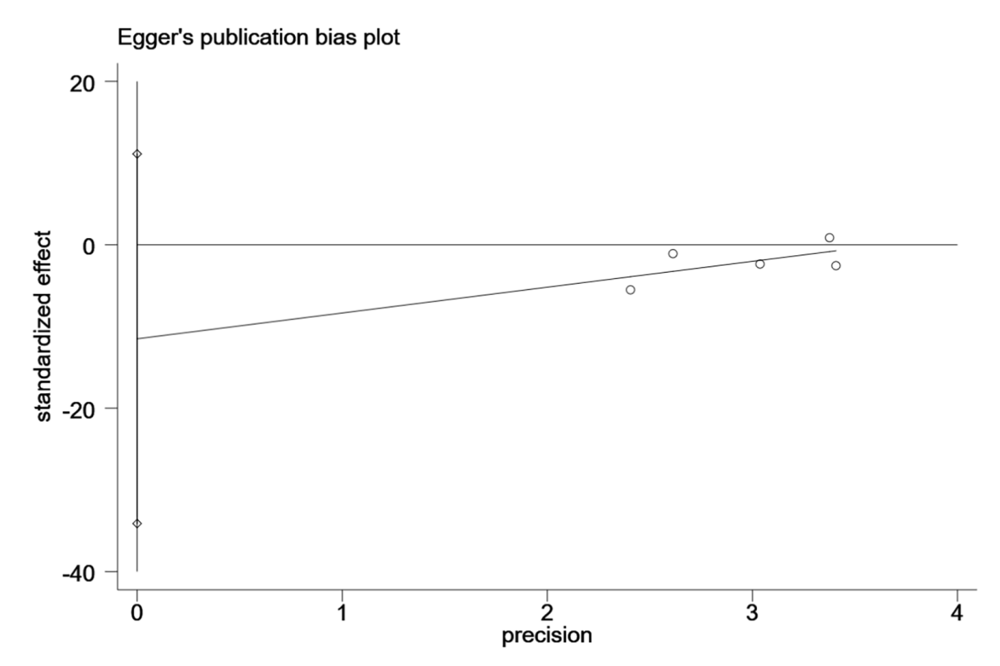 Egger's publication bias plot
20
0
-20
-40
standardized effect
0 1 2 3 4
precision